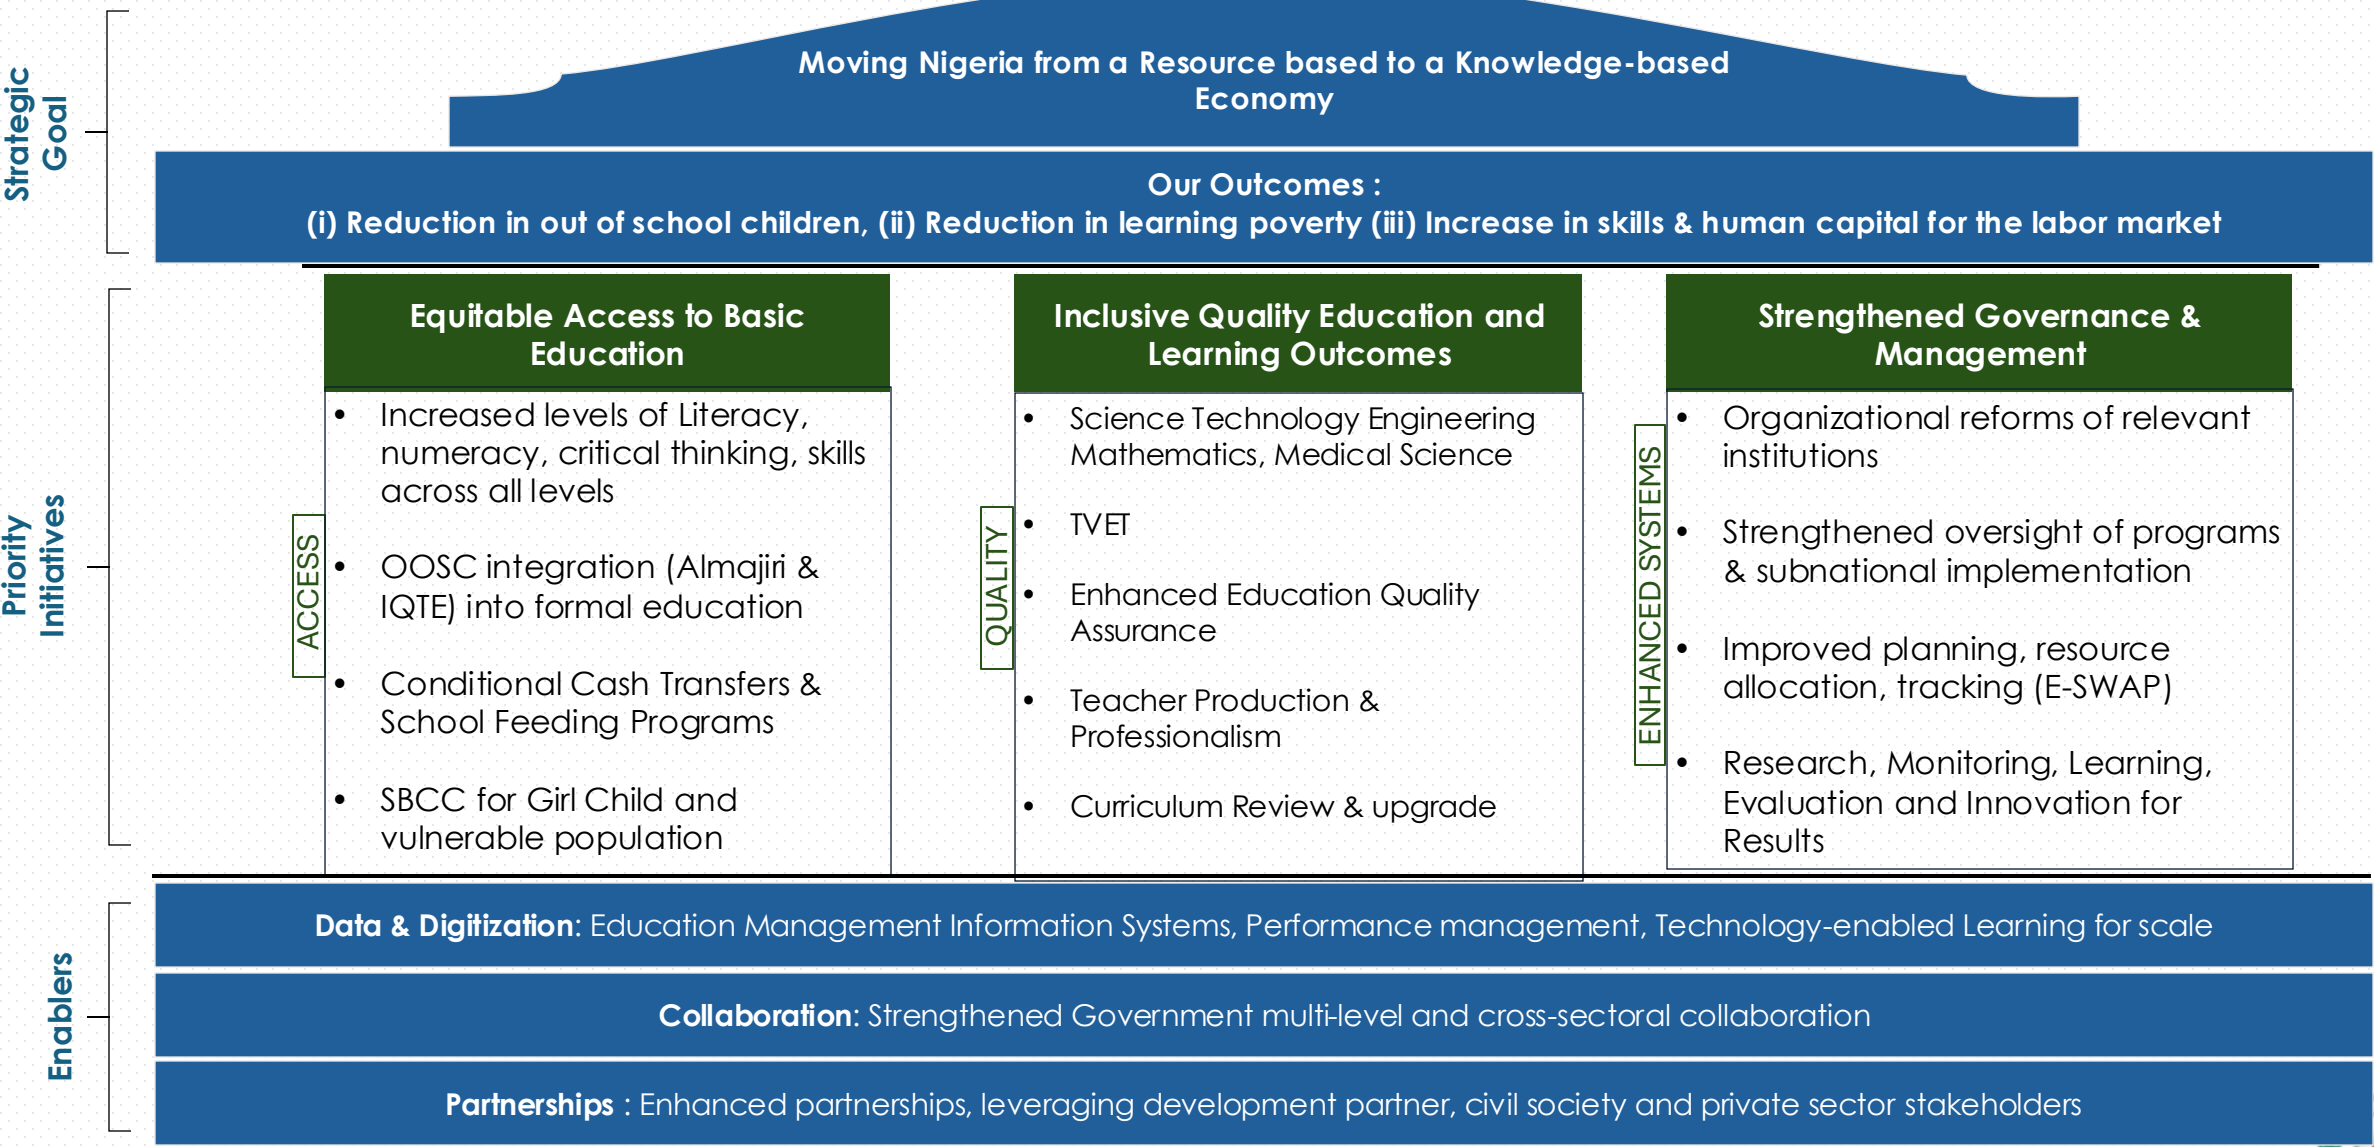 Strategic
Goal
Moving Nigeria from a Resource based to a Knowledge-based
Economy
Our Outcomes :
(i) Reduction in out of school children, (ii) Reduction in learning poverty (iii) Increase in skills & human capital for the labor market
Priority
Initiatives
ACCESS
Equitable Access to Basic
Education
• Increased levels of Literacy,
numeracy, critical thinking, skills
across all levels
• OOSC integration (Almajiri &
IQTE) into formal education
• Conditional Cash Transfers &
School Feeding Programs
• SBCC for Girl Child and
vulnerable population
QUALITY
Inclusive Quality Education and
Learning Outcomes
• Science Technology Engineering
Mathematics, Medical Science
• TVET
• Enhanced Education Quality
Assurance
• Teacher Production &
Professionalism
• Curriculum Review & upgrade
ENHANCED SYSTEMS
Strengthened Governance &
Management
• Organizational reforms of relevant
institutions
• Strengthened oversight of programs
& subnational implementation
• Improved planning, resource
allocation, tracking (E-SWAP)
• Research, Monitoring, Learning,
Evaluation and Innovation for
Results
Enablers
Data & Digitization: Education Management Information Systems, Performance management, Technology-enabled Learning for scale
Collaboration: Strengthened Government multi-level and cross-sectoral collaboration
Partnerships : Enhanced partnerships, leveraging development partner, civil society and private sector stakeholders